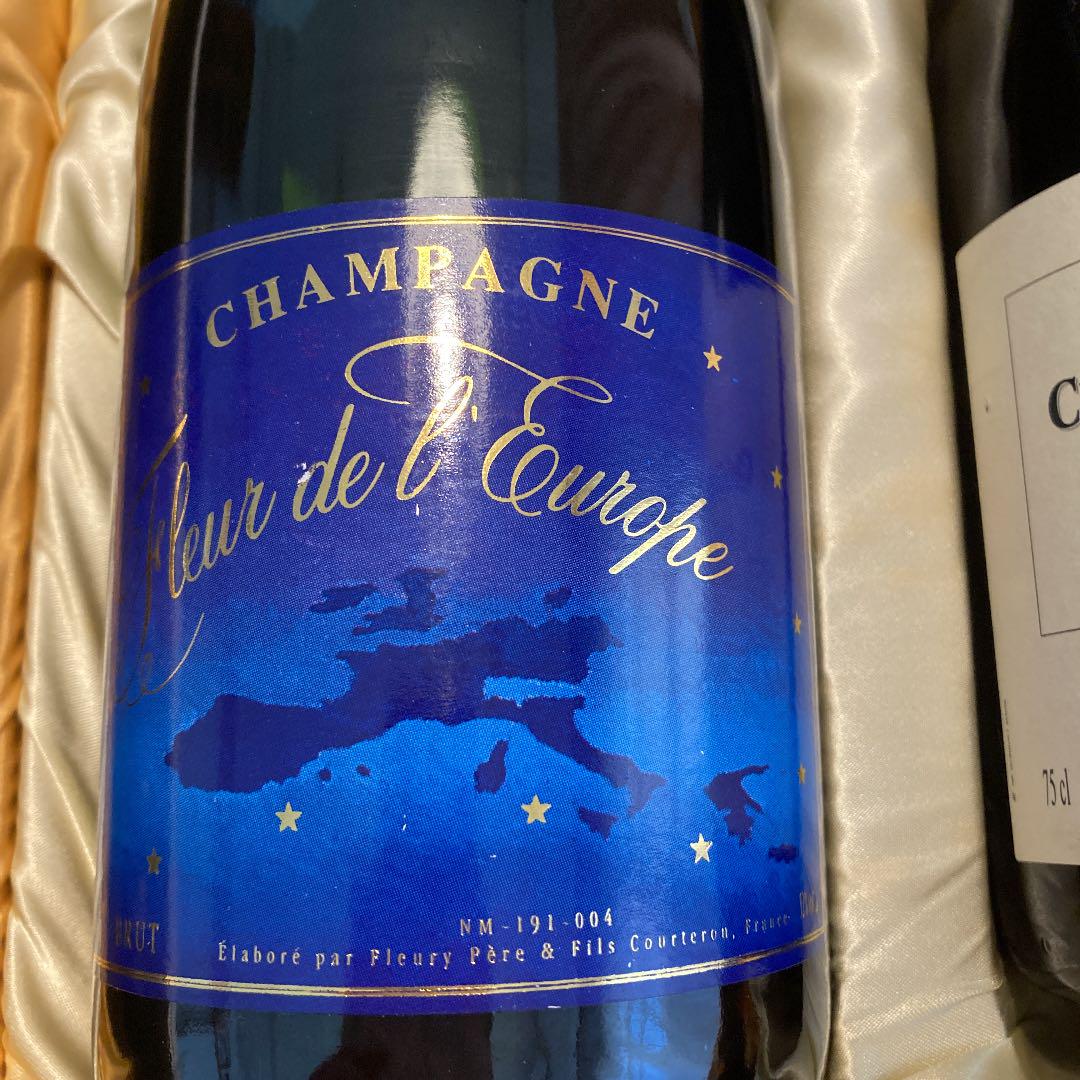 CHAMPAGNE
Fleur de l'Europe
BRUT
NM-191-004
Élaboré par Fleury Père & Fils Courteron, France
75 cl